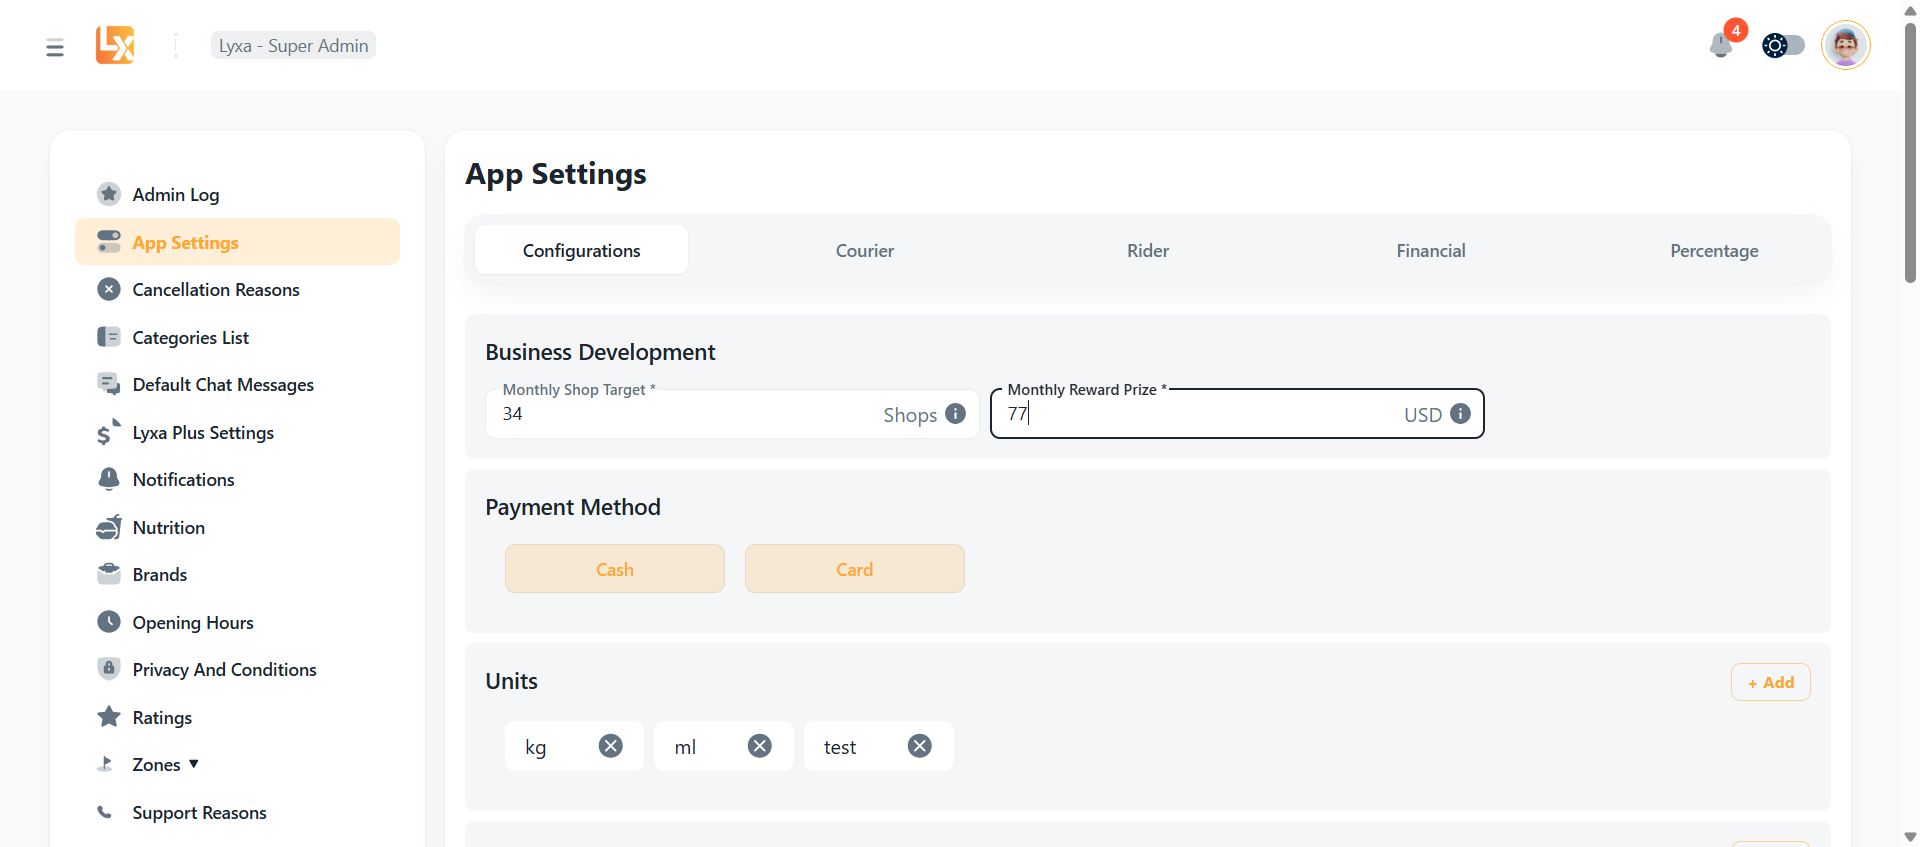 LX
Lyxa - Super Admin
4
Admin Log
App Settings
Cancellation Reasons
Categories List
Default Chat Messages
Lyxa Plus Settings
Notifications
Nutrition
Brands
Opening Hours
Privacy And Conditions
Ratings
Zones ▼
Support Reasons
App Settings
Configurations
Courier
Rider
Financial
Percentage
Business Development
Monthly Shop Target *
34
Shops
Monthly Reward Prize *
77
USD
Payment Method
Cash
Card
Units
+ Add
kg
ml
test